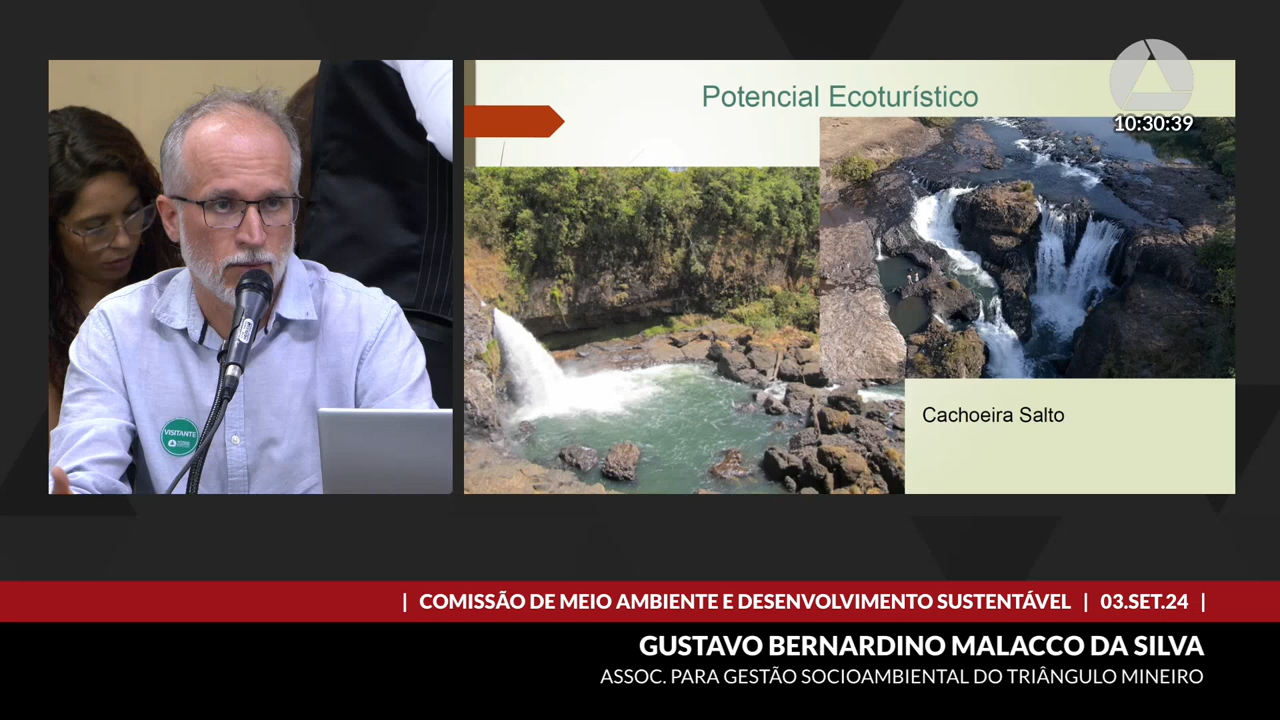 Potencial Ecoturístico
10:30:39
VISITANTE
Cachoeira Salto
| COMISSÃO DE MEIO AMBIENTE E DESENVOLVIMENTO SUSTENTÁVEL | 03.SET.24 |
GUSTAVO BERNARDINO MALACCO DA SILVA
ASSOC. PARA GESTÃO SOCIOAMBIENTAL DO TRIÂNGULO MINEIRO